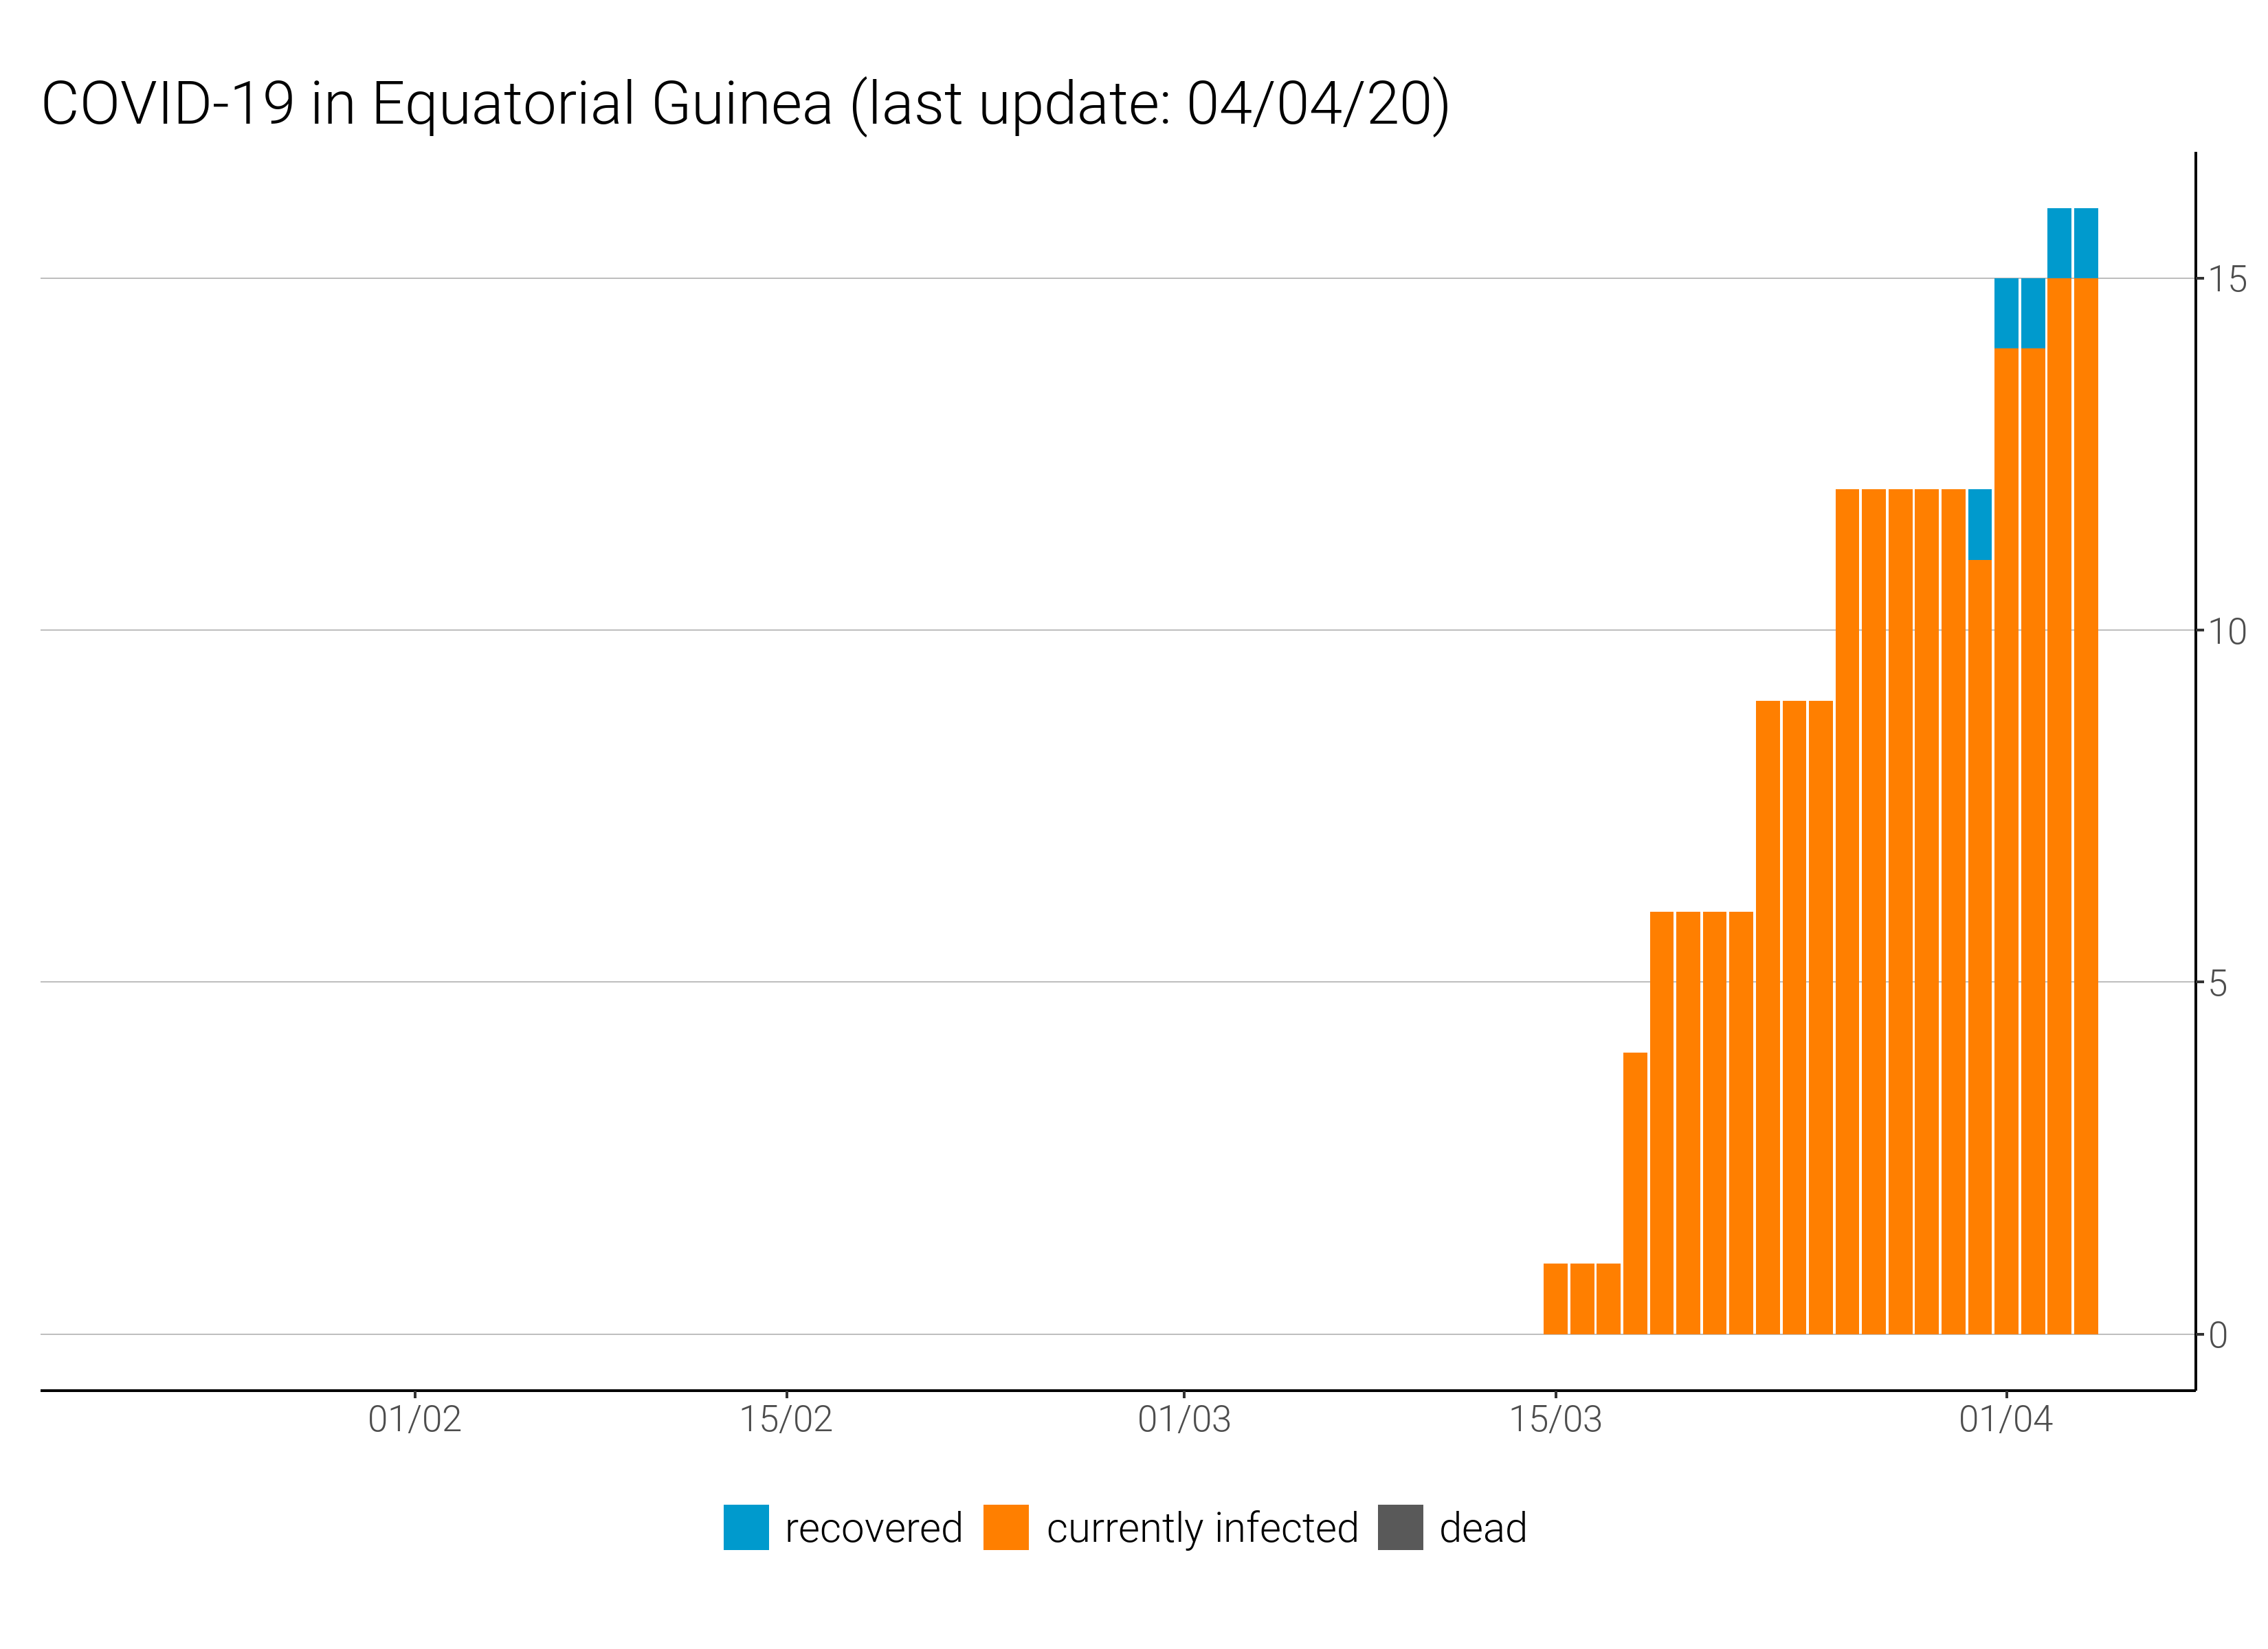 COVID-19 in Equatorial Guinea (last update: 04/04/20)
15
10
5
0
01/02 15/02 01/03 15/03 01/04
recovered currently infected dead